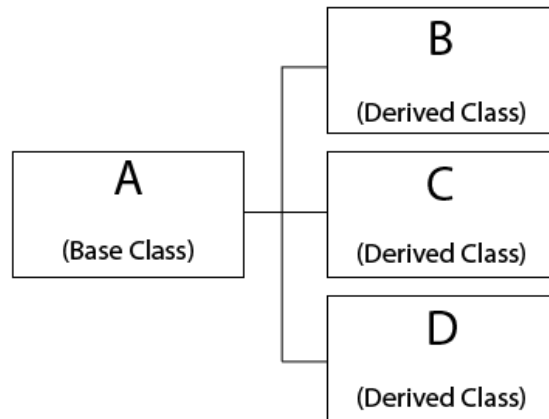 A
(Base Class)
B
(Derived Class)
C
(Derived Class)
D
(Derived Class)